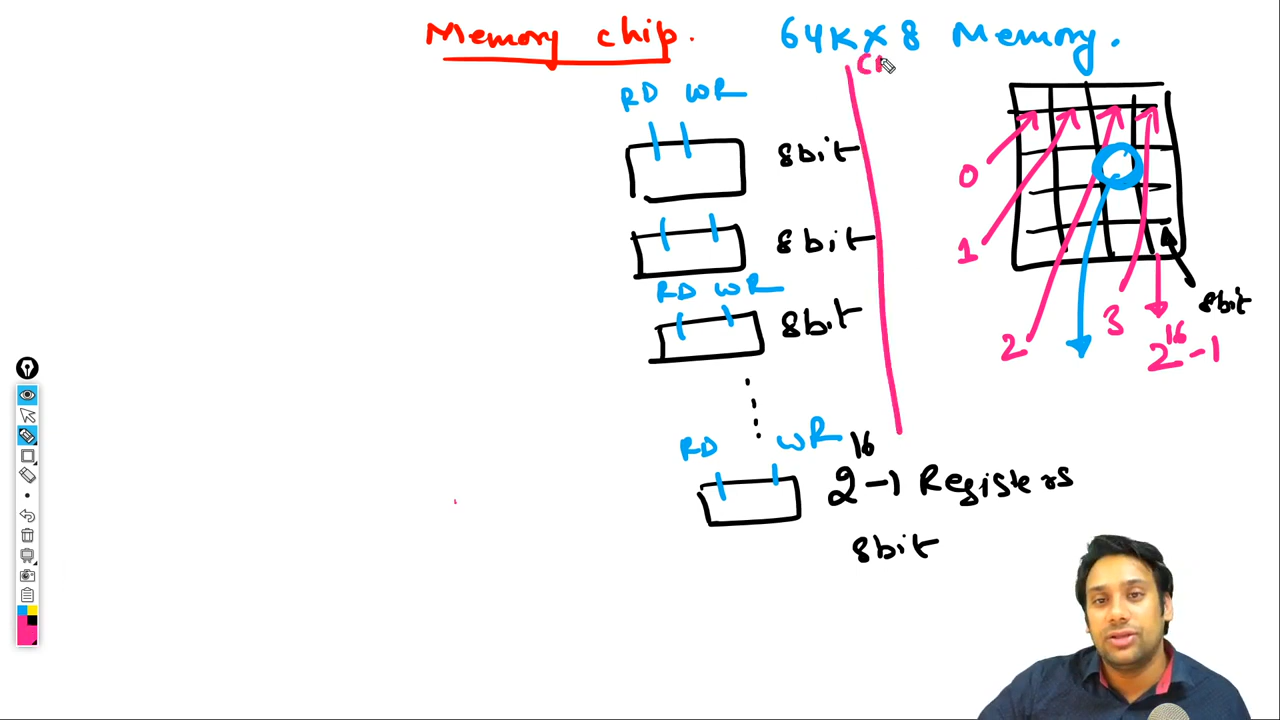 Memory chip. 64K×8 Memory.
Cl
RD WR
8bit
8bit
RD WR
8bit
RD WR
2^16-1 Registers
8bit
0
1
2
3
2^16-1
8bit